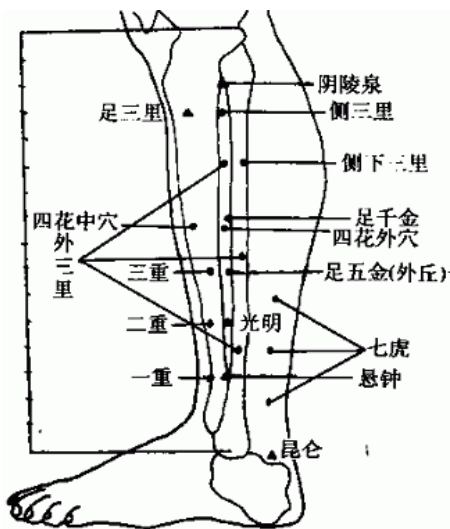 阴陵泉
足三里
侧三里
侧下三里
足千金
四花中穴
四花外穴
外三里
三重
足五金(外丘)
二重
光明
七虎
一重
悬钟
昆仑